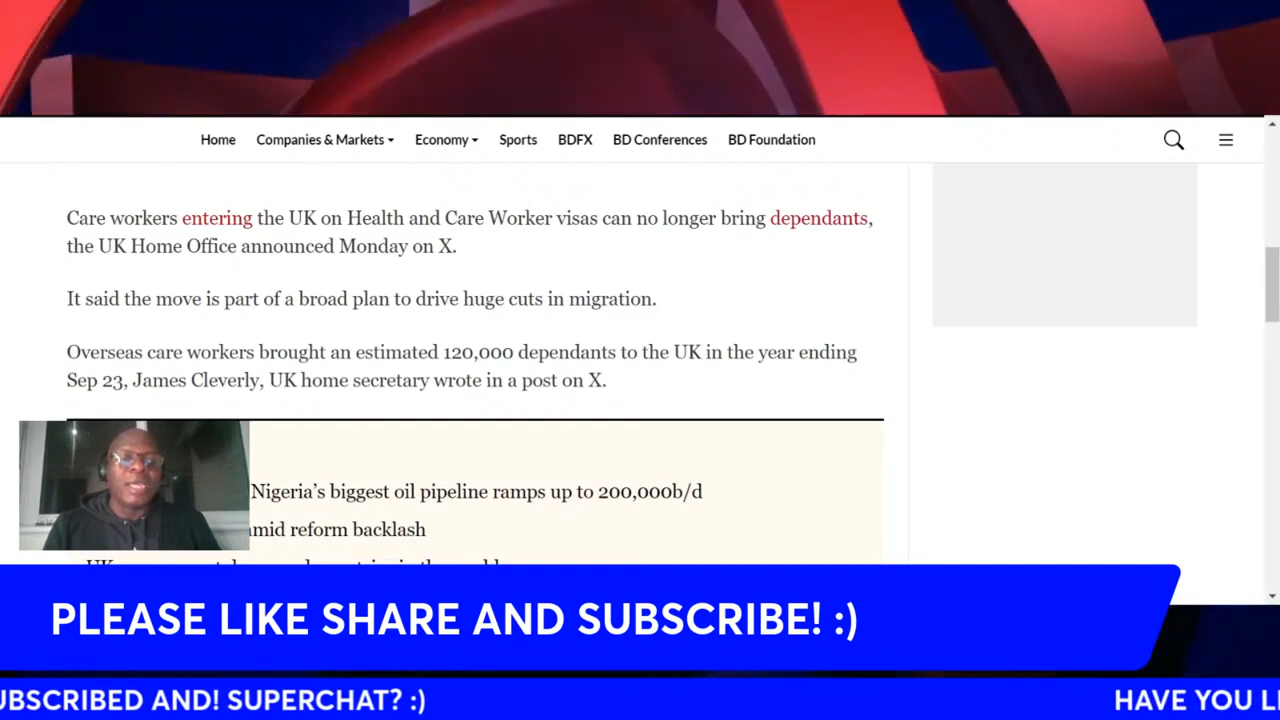 Home Companies & Markets Economy Sports BDFX BD Conferences BD Foundation
Care workers entering the UK on Health and Care Worker visas can no longer bring dependants,
the UK Home Office announced Monday on X.
It said the move is part of a broad plan to drive huge cuts in migration.
Overseas care workers brought an estimated 120,000 dependants to the UK in the year ending
Sep 23, James Cleverly, UK home secretary wrote in a post on X.
Nigeria's biggest oil pipeline ramps up to 200,000b/d
amid reform backlash
PLEASE LIKE SHARE AND SUBSCRIBE! :)
UBSCRIBED AND! SUPERCHAT? :) HAVE YOU LI